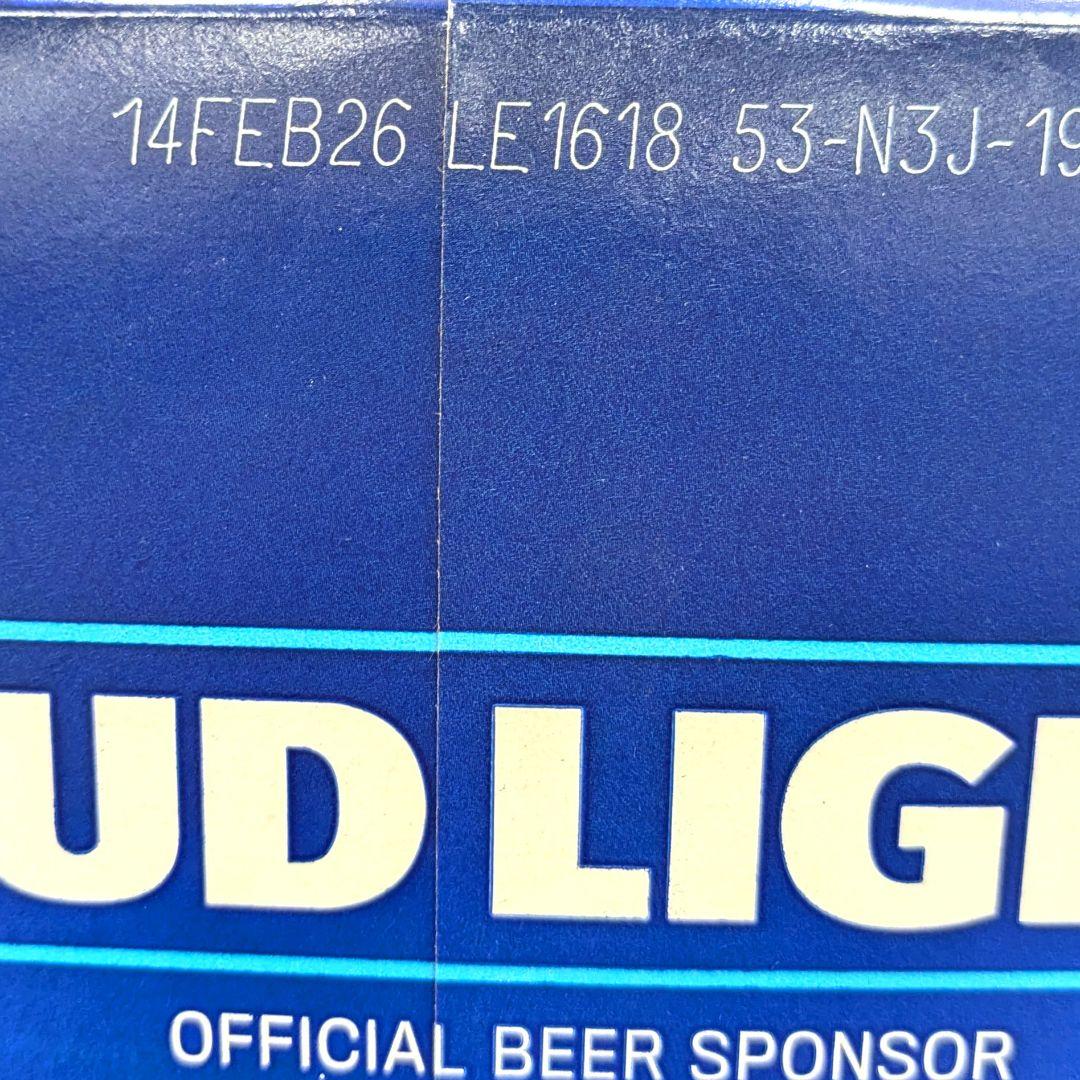 14FEB26 LE1618 53-N3J-19
UD LIG
OFFICIAL BEER SPONSOR